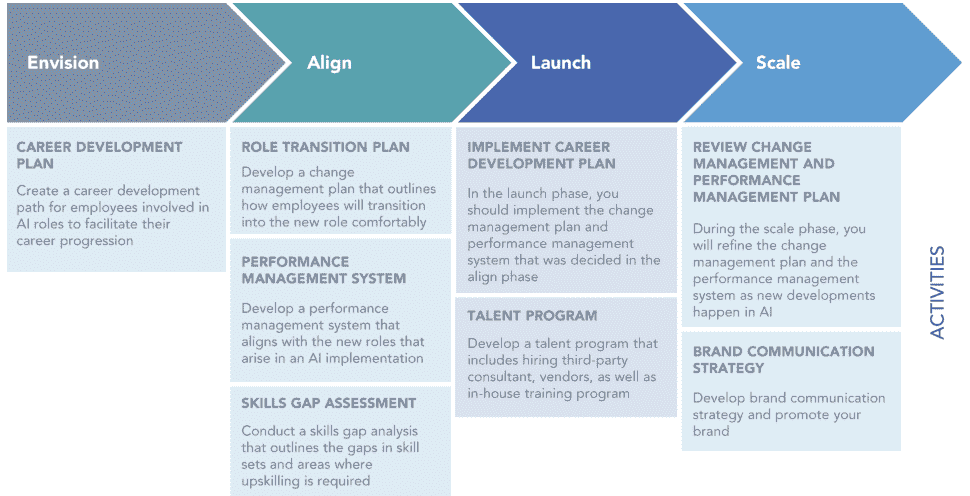 Envision
Align
Launch
Scale
CAREER DEVELOPMENT
PLAN
Create a career development
path for employees involved in
AI roles to facilitate their
career progression
ROLE TRANSITION PLAN
Develop a change
management plan that outlines
how employees will transition
into the new role comfortably
PERFORMANCE
MANAGEMENT SYSTEM
Develop a performance
management system that
aligns with the new roles that
arise in an AI implementation
SKILLS GAP ASSESSMENT
Conduct a skills gap analysis
that outlines the gaps in skill
sets and areas where
upskilling is required
IMPLEMENT CAREER
DEVELOPMENT PLAN
In the launch phase, you
should implement the change
management plan and
performance management
system that was decided in the
align phase
TALENT PROGRAM
Develop a talent program that
includes hiring third-party
consultant, vendors, as well as
in-house training program
REVIEW CHANGE
MANAGEMENT AND
PERFORMANCE
MANAGEMENT PLAN
During the scale phase, you
will refine the change
management plan and the
performance management
system as new developments
happen in AI
BRAND COMMUNICATION
STRATEGY
Develop brand communication
strategy and promote your
brand
ACTIVITIES